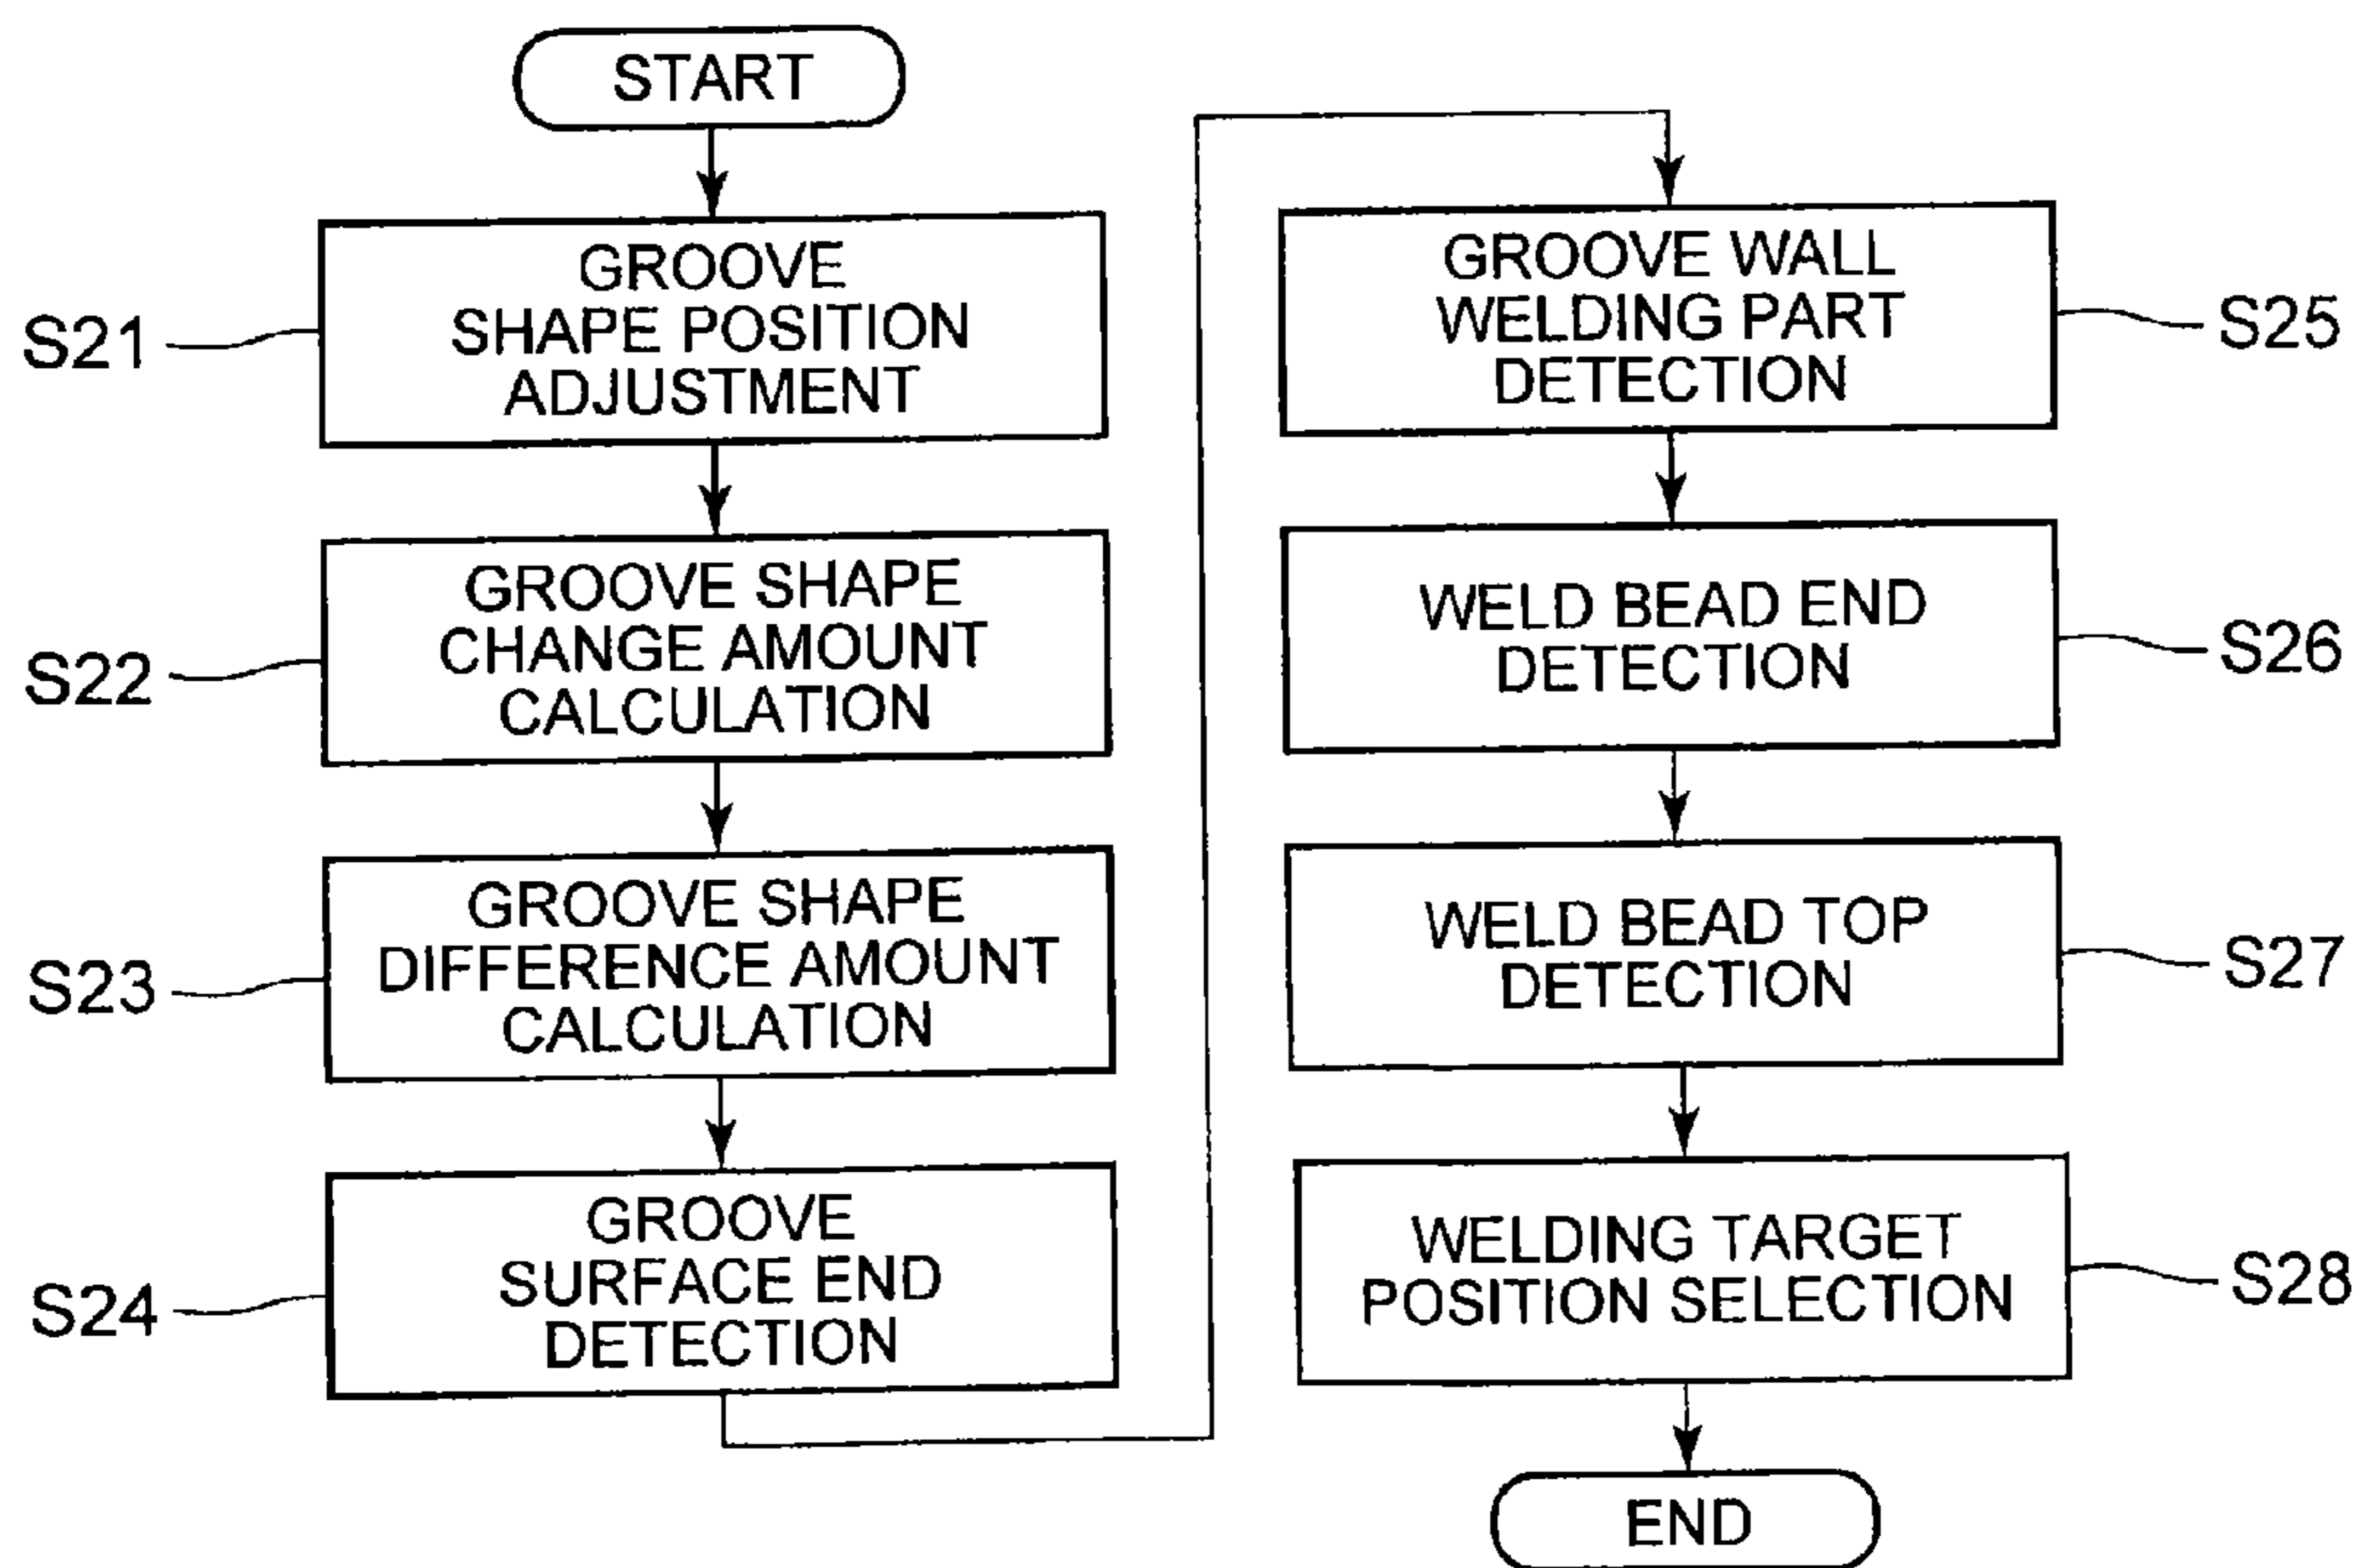 START
S21
GROOVE
SHAPE POSITION
ADJUSTMENT
S22
GROOVE SHAPE
CHANGE AMOUNT
CALCULATION
S23
GROOVE SHAPE
DIFFERENCE AMOUNT
CALCULATION
S24
GROOVE
SURFACE END
DETECTION
GROOVE WALL
WELDING PART
DETECTION
S25
WELD BEAD END
DETECTION
S26
WELD BEAD TOP
DETECTION
S27
WELDING TARGET
POSITION SELECTION
S28
END